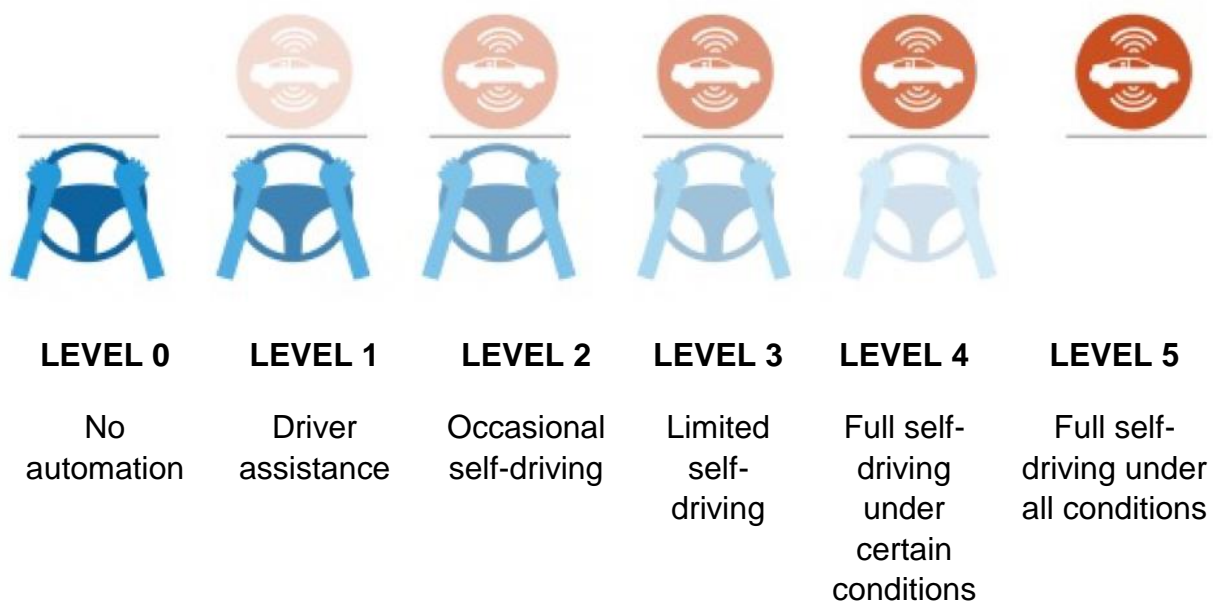 LEVEL 0
LEVEL 1
LEVEL 2
LEVEL 3
LEVEL 4
LEVEL 5
No
automation
Driver
assistance
Occasional
self-driving
Limited
self-
driving
Full self-
driving
under
certain
conditions
Full self-
driving under
all conditions